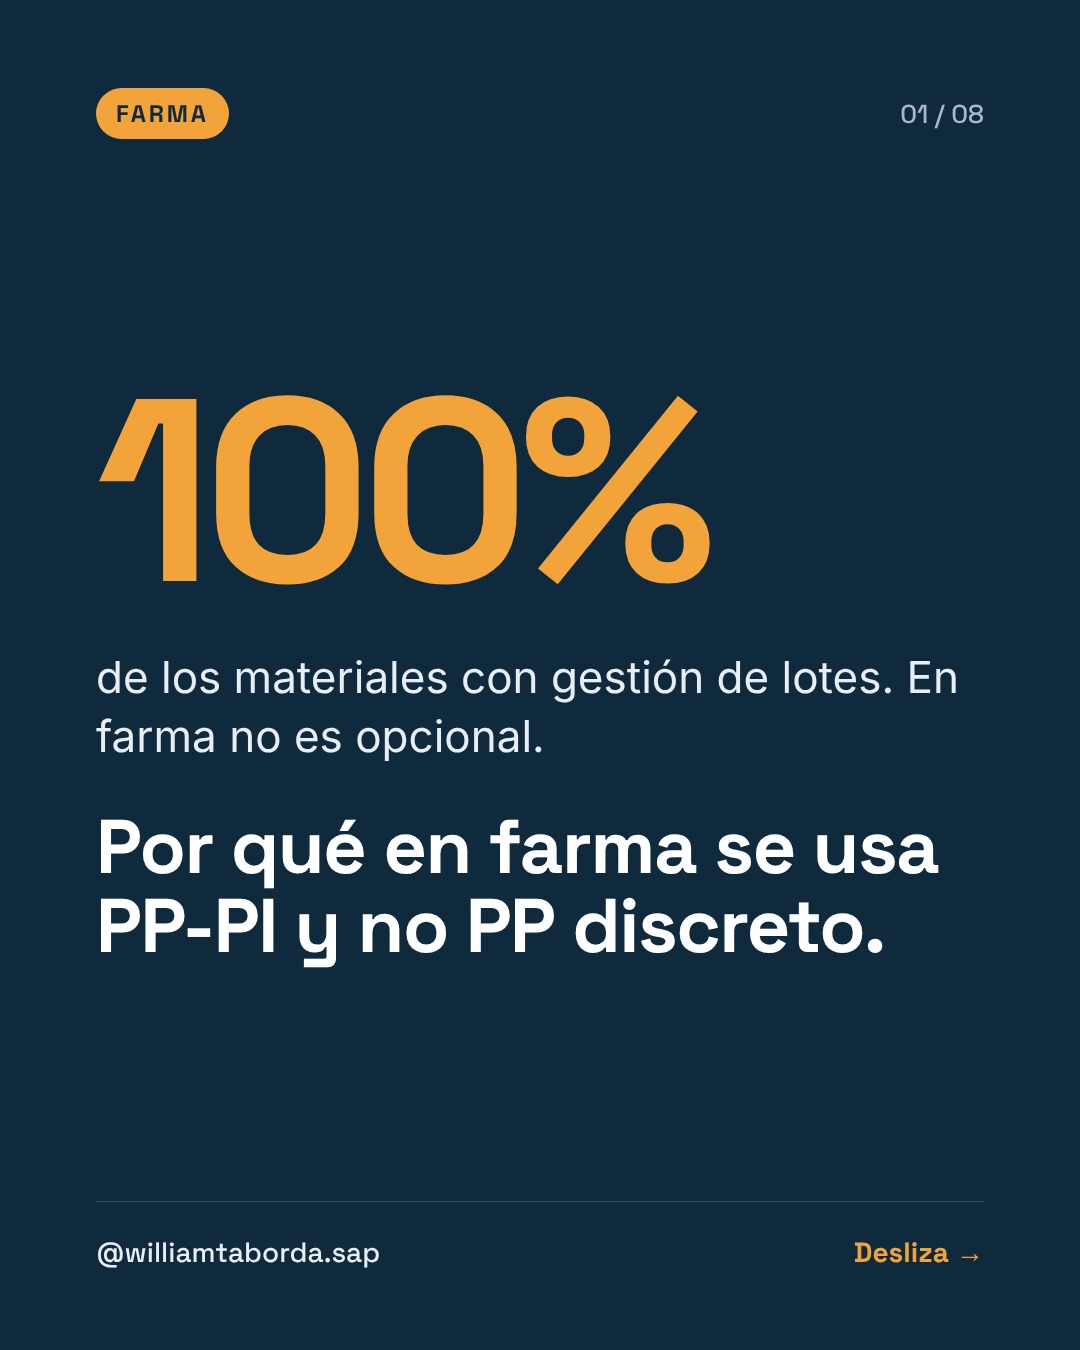 FARMA
01 / 08
100%
de los materiales con gestión de lotes. En
farma no es opcional.
Por qué en farma se usa
PP-PI y no PP discreto.
@williamtaborda.sap
Desliza →